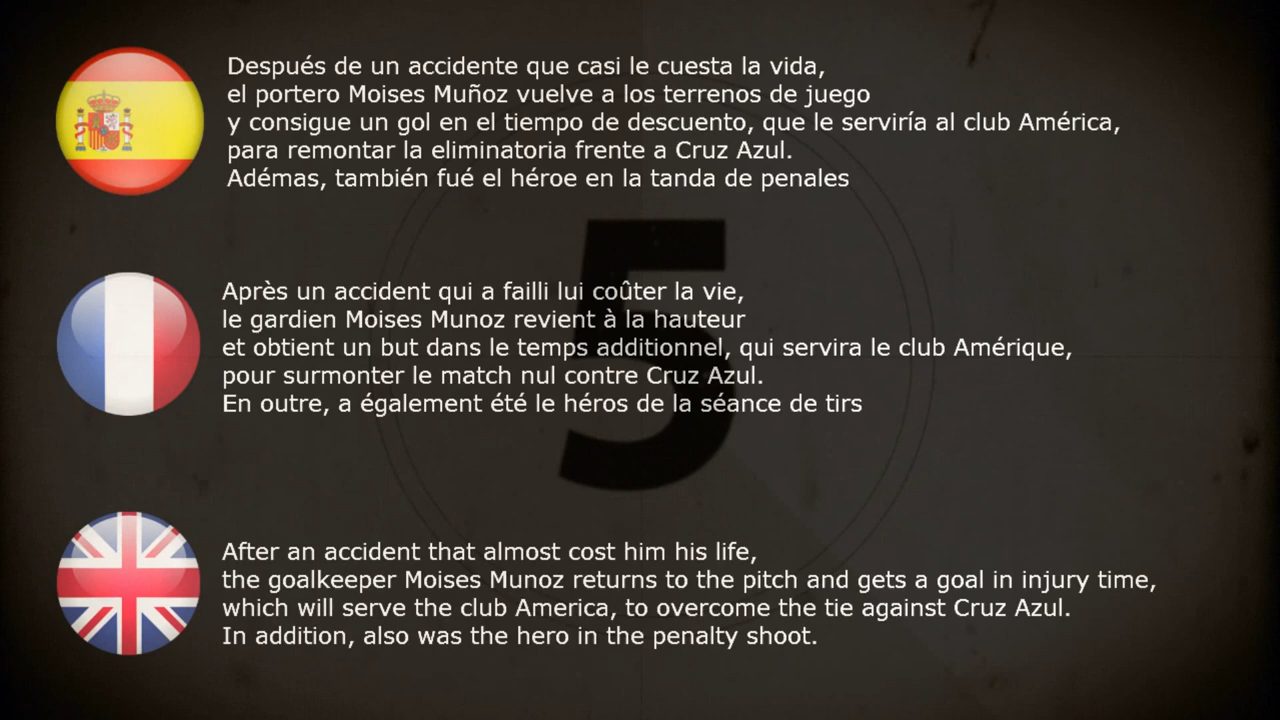 Después de un accidente que casi le cuesta la vida,
el portero Moises Muñoz vuelve a los terrenos de juego
y consigue un gol en el tiempo de descuento, que le serviría al club América,
para remontar la eliminatoria frente a Cruz Azul.
Adémas, también fué el héroe en la tanda de penales
5
Après un accident qui a failli lui coûter la vie,
le gardien Moises Munoz revient à la hauteur
et obtient un but dans le temps additionnel, qui servira le club Amérique,
pour surmonter le match nul contre Cruz Azul.
En outre, a également été le héros de la séance de tirs
After an accident that almost cost him his life,
the goalkeeper Moises Munoz returns to the pitch and gets a goal in injury time,
which will serve the club America, to overcome the tie against Cruz Azul.
In addition, also was the hero in the penalty shoot.